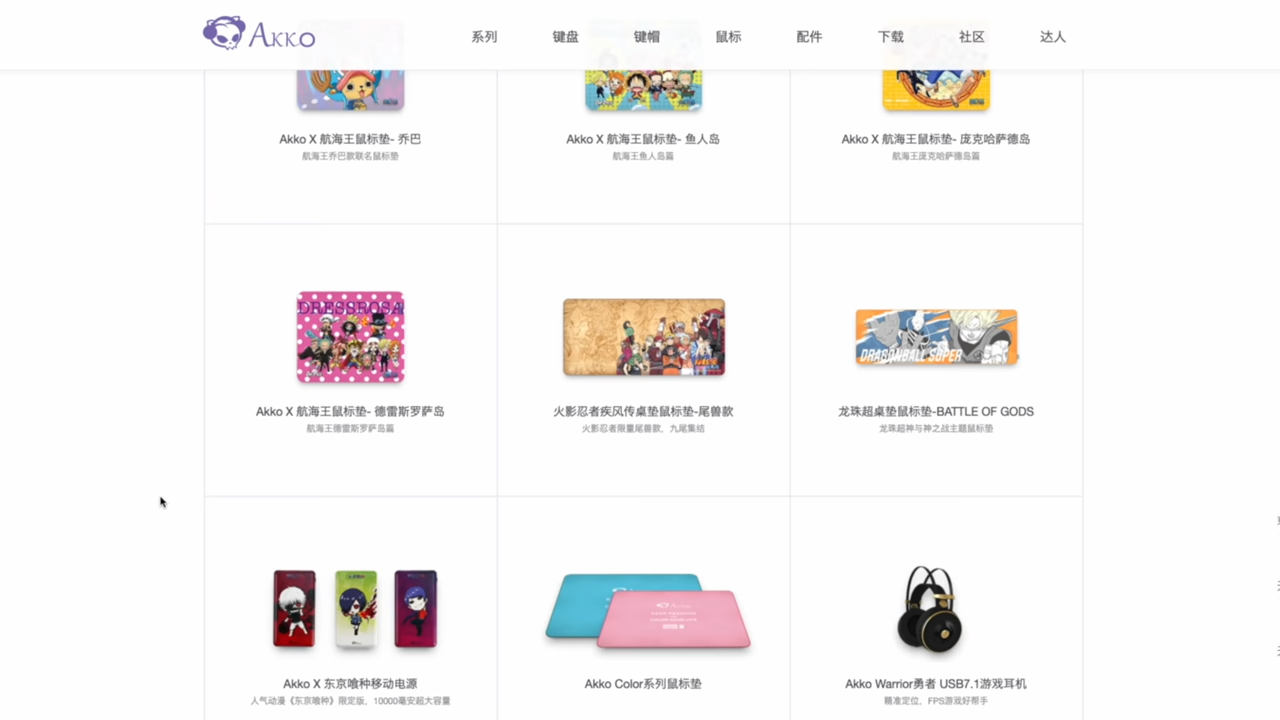 Akko
系列
键盘
键帽
鼠标
配件
下载
社区
达人
Akko X 航海王鼠标垫- 乔巴
航海王乔巴款联名鼠标垫
Akko X 航海王鼠标垫- 鱼人岛
航海王鱼人岛篇
Akko X 航海王鼠标垫- 庞克哈萨德岛
航海王庞克哈萨德岛篇
DRESSROSA
Akko X 航海王鼠标垫- 德雷斯罗萨岛
航海王德雷斯罗萨岛篇
火影忍者疾风传桌垫鼠标垫-尾兽款
火影忍者限量尾兽款，九尾集结
DRAGONBALL SUPER
龙珠超桌垫鼠标垫-BATTLE OF GODS
龙珠超神与神之战主题鼠标垫
Akko X 东京喰种移动电源
人气动漫《东京喰种》限定版，10000毫安超大容量
Akko Color系列鼠标垫
Akko Warrior勇者 USB7.1游戏耳机
精准定位，FPS游戏好帮手